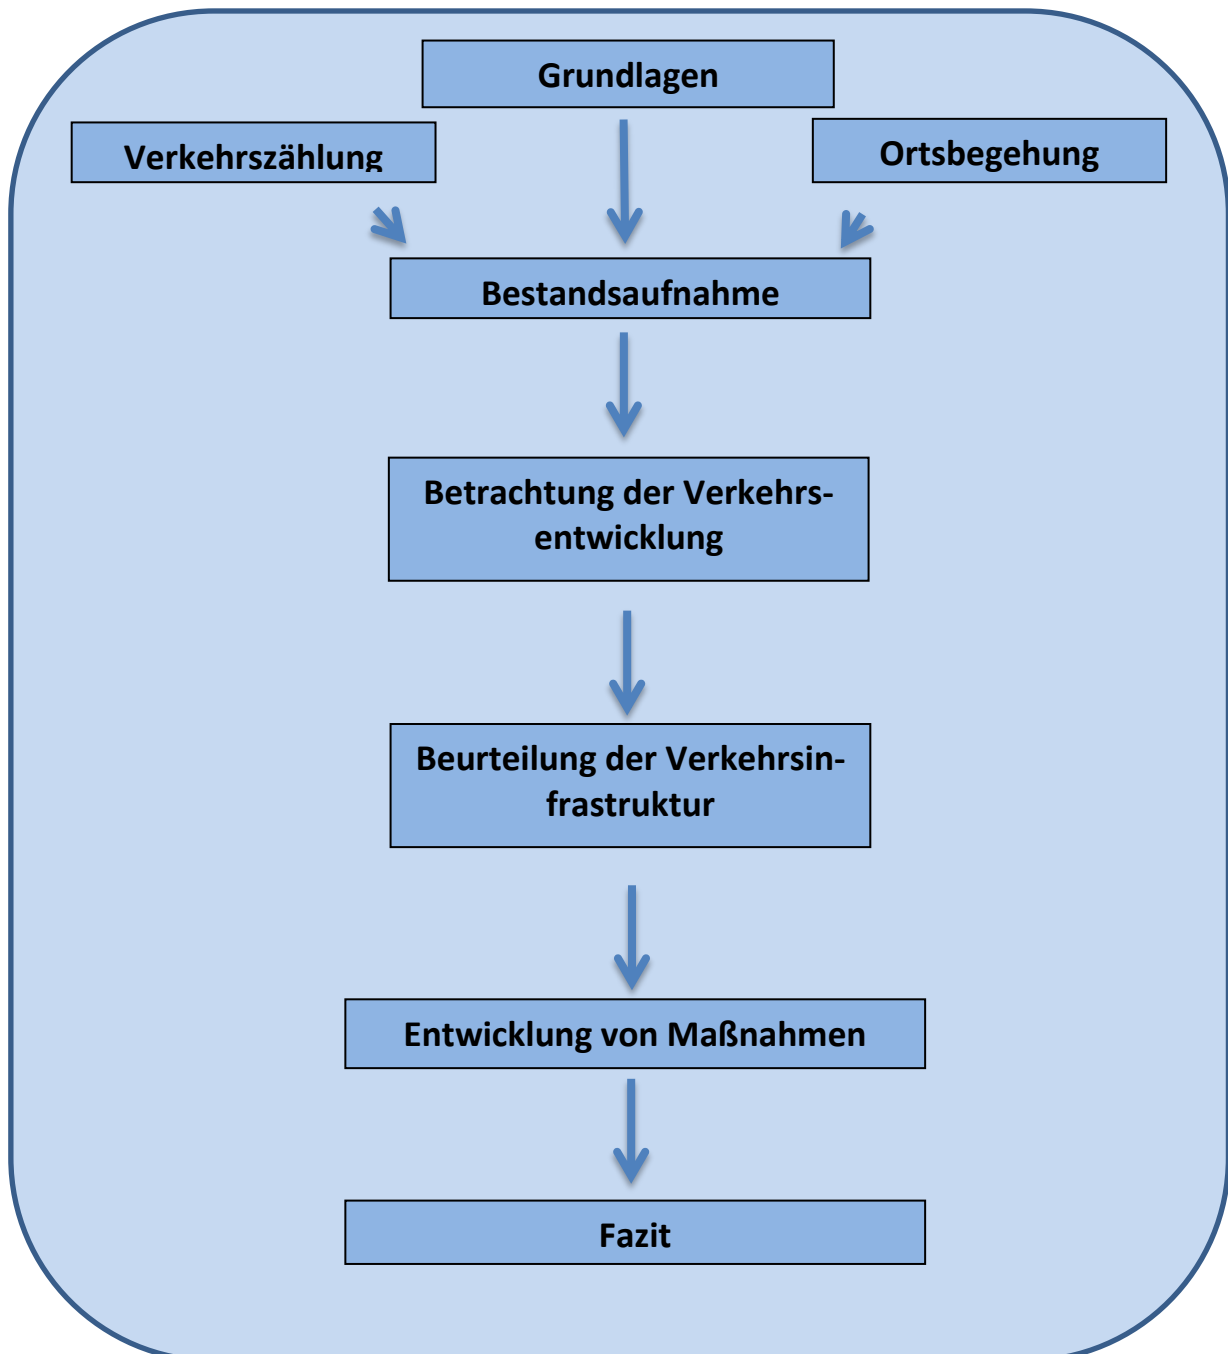 Grundlagen
Verkehrszählung
Ortsbegehung
Bestandsaufnahme
Betrachtung der Verkehrs-
entwicklung
Beurteilung der Verkehrsin-
frastruktur
Entwicklung von Maßnahmen
Fazit